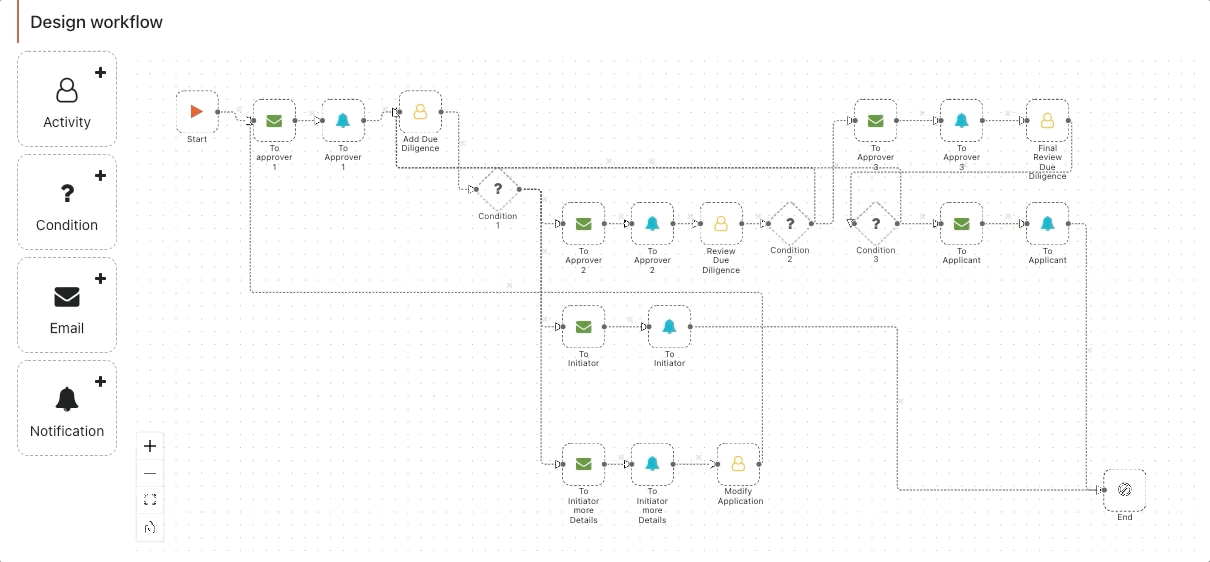 Design workflow
Activity
Condition
Email
Notification
Start
To
approver
1
To
Approver
1
Add Due
Diligence
Condition
1
To
Approver
2
To
Approver
2
Review
Due
Diligence
Condition
2
To
Approver
3
To
Approver
3
Final
Review
Due
Diligence
Condition
3
To
Applicant
To
Applicant
To
Initiator
To
Initiator
To
Initiator
more
Details
To
Initiator
more
Details
Modify
Application
End